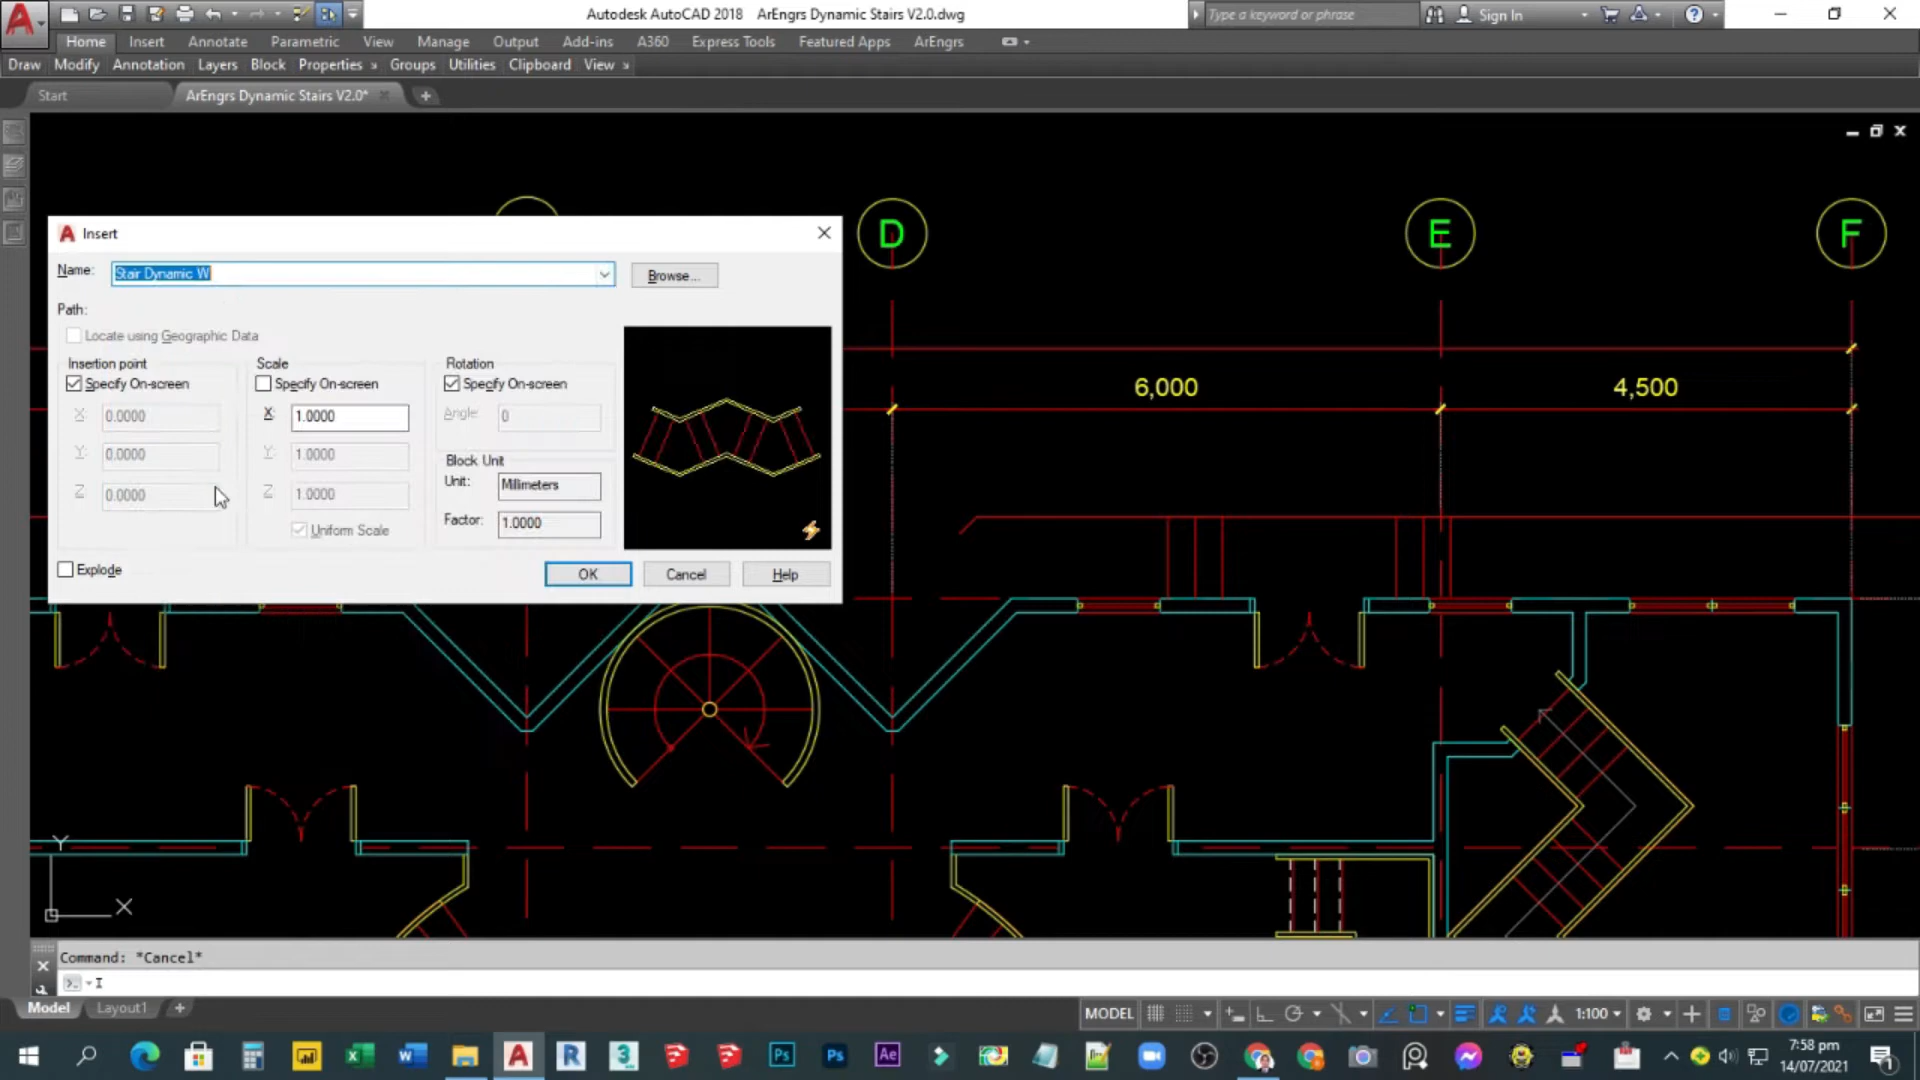 Autodesk AutoCAD 2018 ArEngrs Dynamic Stairs V2.0.dwg
Type a keyword or phrase
Sign In
Home Insert Annotate Parametric View Manage Output Add-ins A360 Express Tools Featured Apps ArEngrs
Draw Modify Annotation Layers Block Properties Groups Utilities Clipboard View
Start ArEngrs Dynamic Stairs V2.0*
D E F
Insert
Name: Stair Dynamic W Browse...
Path:
Locate using Geographic Data
Insertion point Scale Rotation
Specify On-screen Specify On-screen Specify On-screen
X: 0.0000 X: 1.0000 Angle: 0
Y: 0.0000 Y: 1.0000
Z: 0.0000 Z: 1.0000
Uniform Scale
Block Unit
Unit: Millimeters
Factor: 1.0000
Explode OK Cancel Help
6,000 4,500
Y
X
Command: *Cancel*
I
Model Layout1 +
MODEL 1:100
7:58 pm
14/07/2021